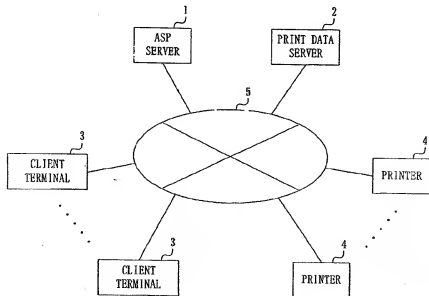 1
ASP
SERVER
2
PRINT DATA
SERVER
5
3
CLIENT
TERMINAL
4
PRINTER
3
CLIENT
TERMINAL
4
PRINTER